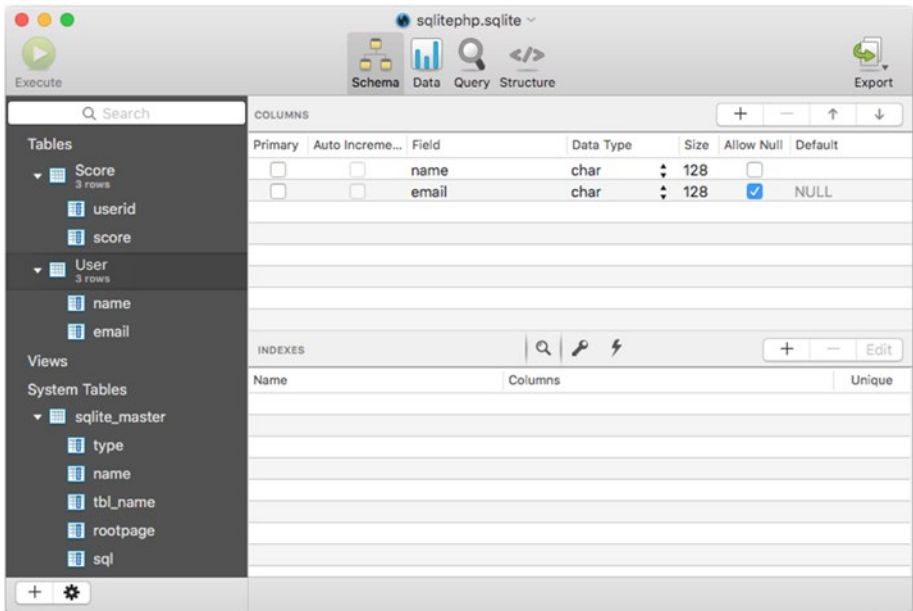 sqlitephp.sqlite
Execute
Schema Data Query Structure
Export
Search
Tables
Score
3 rows
userid
score
User
3 rows
name
email
Views
System Tables
sqlite_master
type
name
tbl_name
rootpage
sql
COLUMNS
Primary Auto Increme... Field Data Type Size Allow Null Default
name char 128
email char 128 NULL
INDEXES
Edit
Name Columns Unique